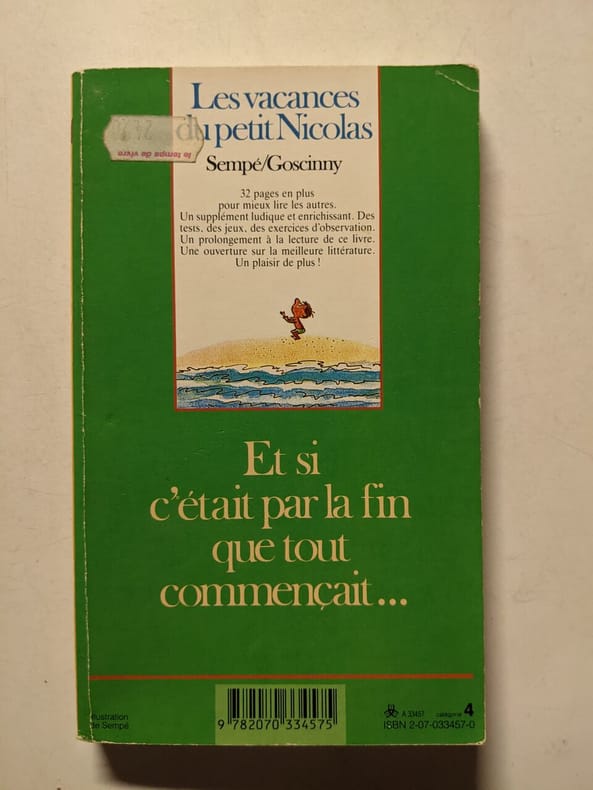 Les vacances
du petit Nicolas
le temps de vivre
Sempé/Goscinny
32 pages en plus
pour mieux lire les autres.
Un supplément ludique et enrichissant. Des
tests, des jeux, des exercices d'observation.
Un prolongement à la lecture de ce livre.
Une ouverture sur la meilleure littérature.
Un plaisir de plus !
Et si
c'était par la fin
que tout
commençait...
illustration
de Sempé
9 782070 334575
A 33457 catégorie 4
ISBN 2-07-033457-0